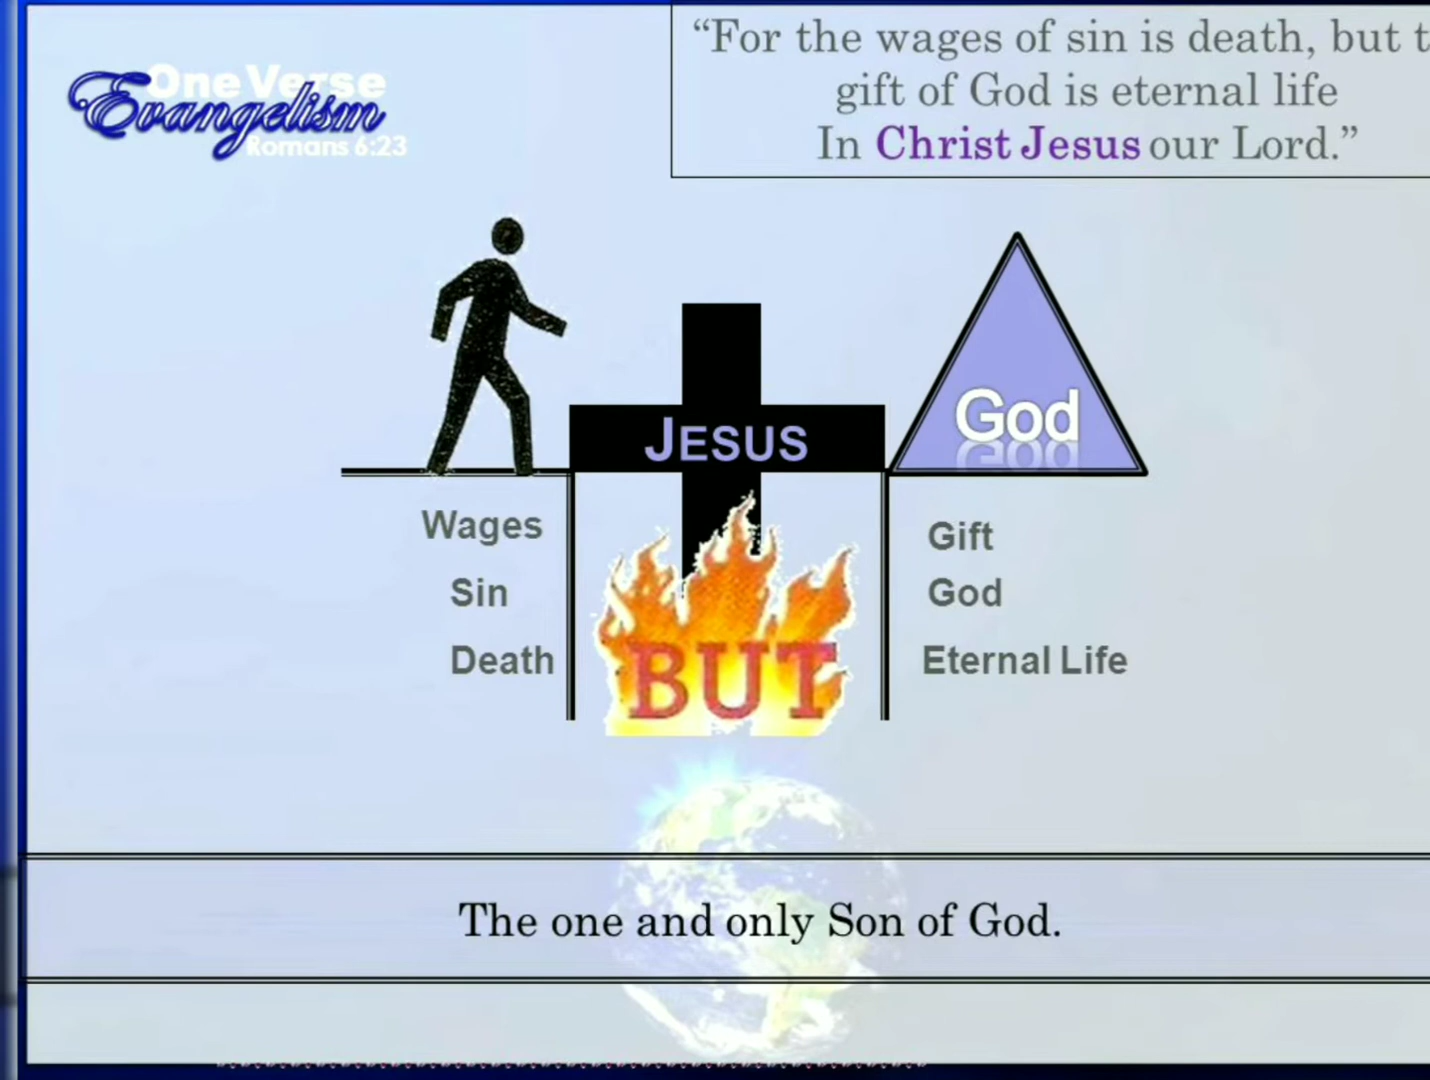 One Verse
Evangelism
Romans 6:23
“For the wages of sin is death, but t
gift of God is eternal life
In Christ Jesus our Lord.”
JESUS
God
Wages
Sin
Death
BUT
Gift
God
Eternal Life
The one and only Son of God.